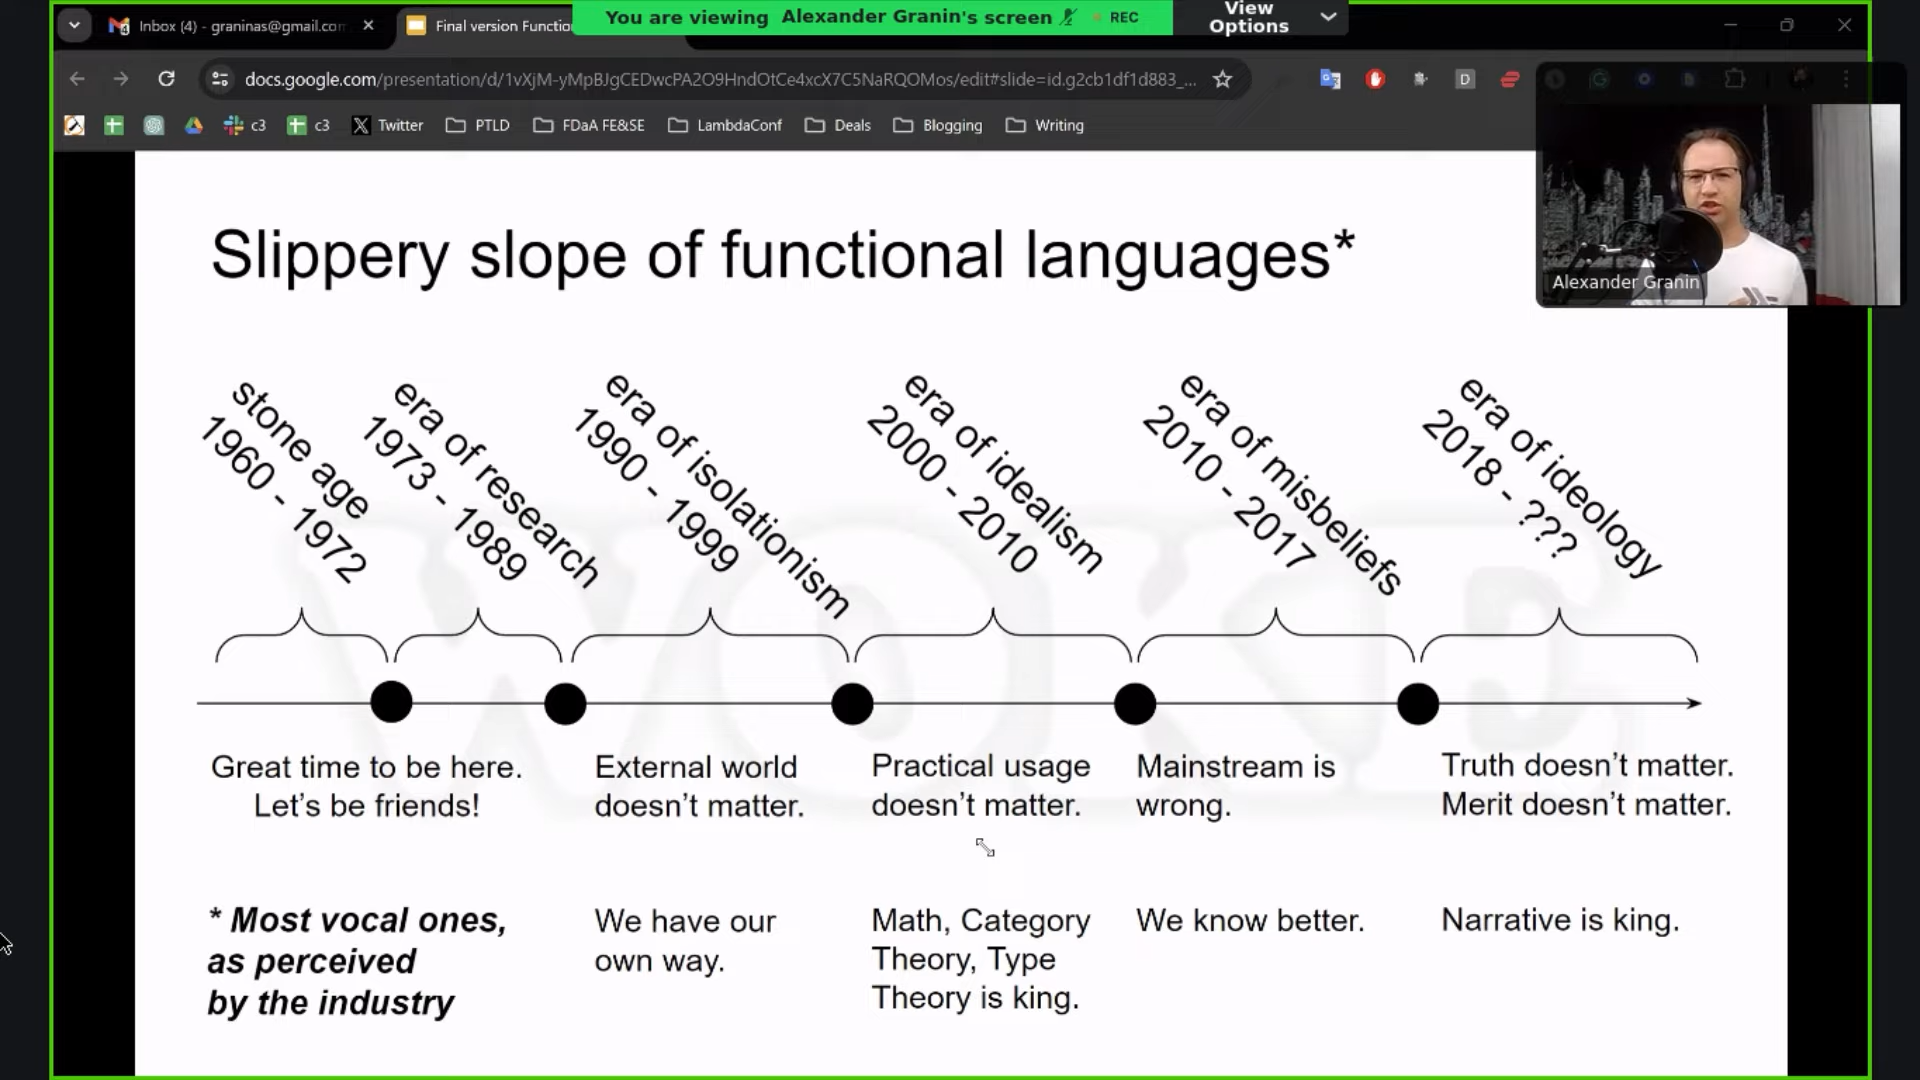 You are viewing Alexander Granin's screen REC
View Options
Inbox (4) - graninas@gmail.con
Final version Functio
docs.google.com/presentation/d/1vXjM-yMpBJgCEDwcPA2O9HndOtCe4xcX7C5NaRQOMos/edit#slide=id.g2cb1df1d883_...
c3 c3 Twitter PTLD FDaA FE&SE LambdaConf Deals Blogging Writing
Alexander Granin
Slippery slope of functional languages*
stone age
1960 - 1972
era of research
1973 - 1989
era of isolationism
1990 - 1999
era of idealism
2000 - 2010
era of misbeliefs
2010 - 2017
era of ideology
2018 - ???
WOKE
Great time to be here.
Let's be friends!
External world
doesn't matter.
Practical usage
doesn't matter.
Mainstream is
wrong.
Truth doesn't matter.
Merit doesn't matter.
* Most vocal ones,
as perceived
by the industry
We have our
own way.
Math, Category
Theory, Type
Theory is king.
We know better.
Narrative is king.